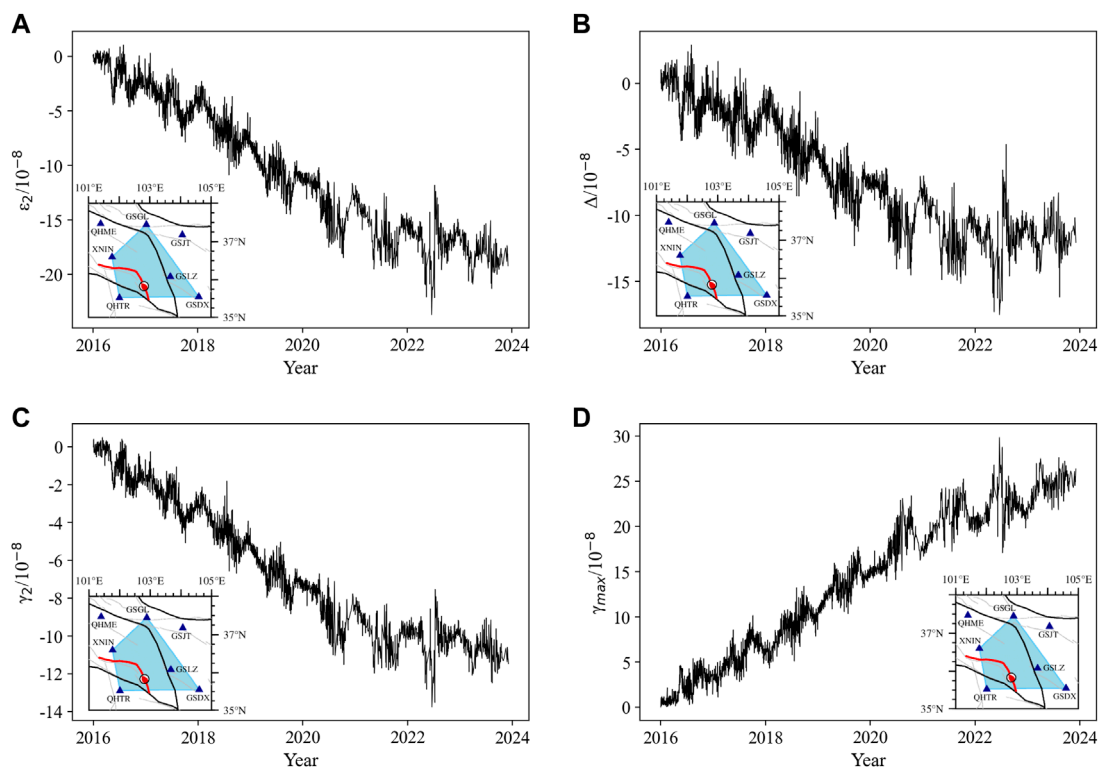 A
ε₂/10⁻⁸
0
-5
-10
-15
-20
101°E 103°E 105°E
37°N
35°N
QHME
GSGL
GSJT
XNIN
GSLZ
QHTR
GSDX
2016 2018 2020 2022 2024
Year
B
Δ/10⁻⁸
0
-5
-10
-15
101°E 103°E 105°E
37°N
35°N
QHME
GSGL
GSJT
XNIN
GSLZ
QHTR
GSDX
2016 2018 2020 2022 2024
Year
C
γ₂/10⁻⁸
0
-2
-4
-6
-8
-10
-12
-14
101°E 103°E 105°E
37°N
35°N
QHME
GSGL
GSJT
XNIN
GSLZ
QHTR
GSDX
2016 2018 2020 2022 2024
Year
D
γmax/10⁻⁸
30
25
20
15
10
5
0
101°E 103°E 105°E
37°N
35°N
QHME
GSGL
GSJT
XNIN
GSLZ
QHTR
GSDX
2016 2018 2020 2022 2024
Year